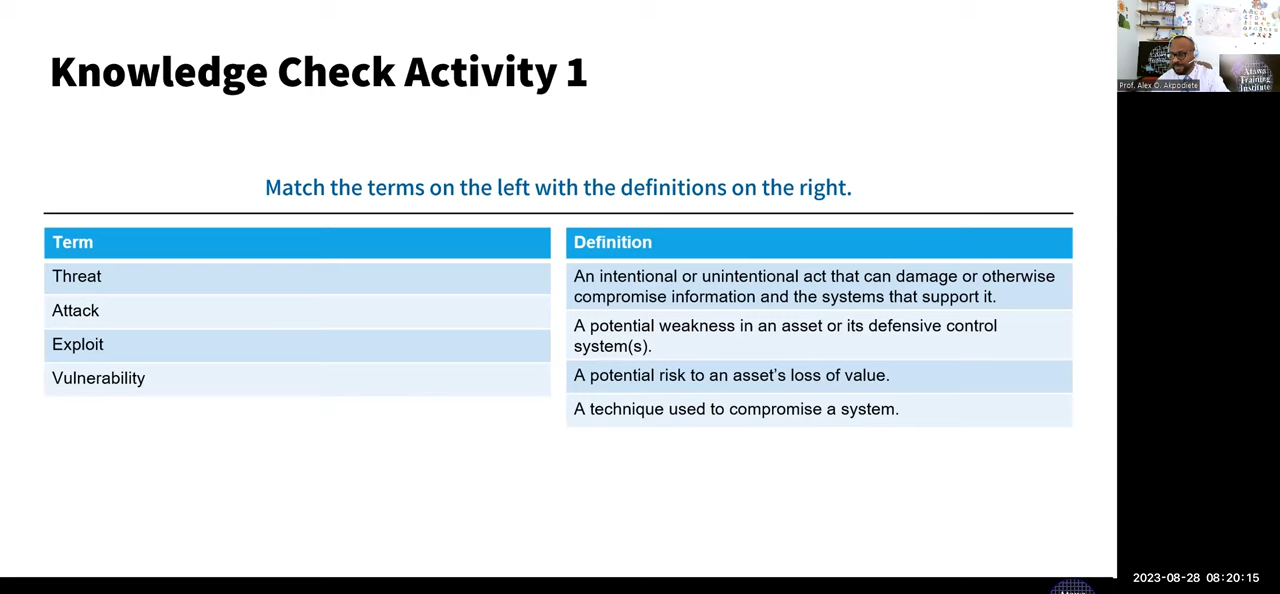 Knowledge Check Activity 1
Match the terms on the left with the definitions on the right.
Term
Threat
Attack
Exploit
Vulnerability
Definition
An intentional or unintentional act that can damage or otherwise
compromise information and the systems that support it.
A potential weakness in an asset or its defensive control
system(s).
A potential risk to an asset’s loss of value.
A technique used to compromise a system.
Prof. Alex O. Akpodiete
Atawa
Training
Institute
2023-08-28 08:20:15